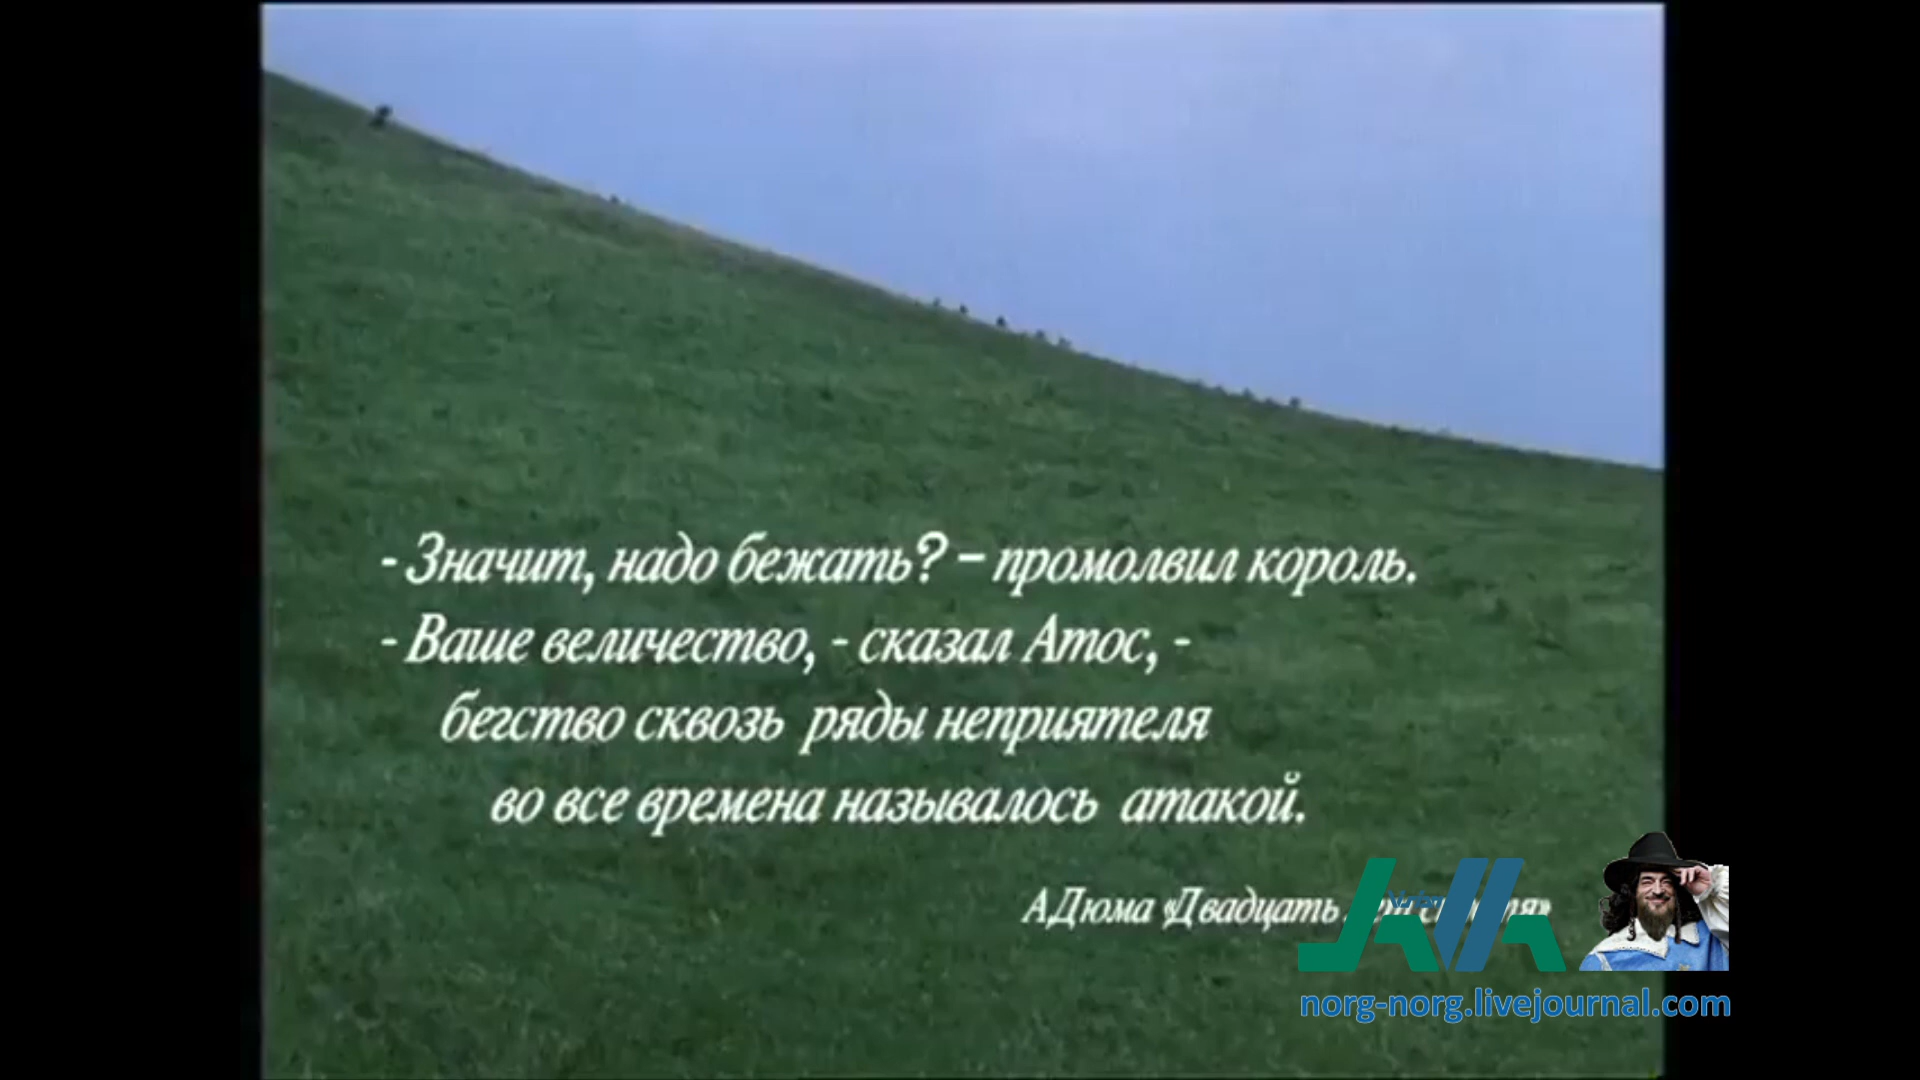 - Значит, надо бежать? – промолвил король.
- Ваше величество, - сказал Атос, -
бегство сквозь ряды неприятеля
во все времена называлось атакой.
А.Дюма «Двадцать
norg-norg.livejournal.com